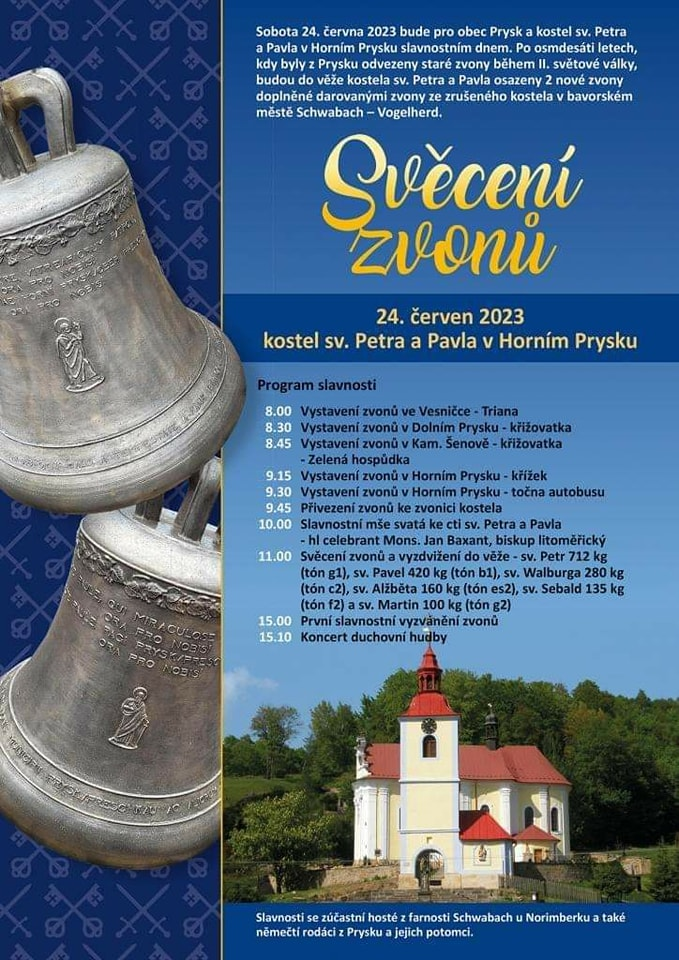 Sobota 24. června 2023 bude pro obec Prysk a kostel sv. Petra
a Pavla v Horním Prysku slavnostním dnem. Po osmdesáti letech,
kdy byly z Prysku odvezeny staré zvony během II. světové války,
budou do věže kostela sv. Petra a Pavla osazeny 2 nové zvony
doplněné darovanými zvony ze zrušeného kostela v bavorském
městě Schwabach – Vogelherd.
Svěcení
zvonů
24. červen 2023
kostel sv. Petra a Pavla v Horním Prysku
Program slavnosti
8.00 Vystavení zvonů ve Vesničce - Triana
8.30 Vystavení zvonů v Dolním Prysku - křižovatka
8.45 Vystavení zvonů v Kam. Šenově - křižovatka
- Zelená hospůdka
9.15 Vystavení zvonů v Horním Prysku - křížek
9.30 Vystavení zvonů v Horním Prysku - točna autobusu
9.45 Přivezení zvonů ke zvonici kostela
10.00 Slavnostní mše svatá ke cti sv. Petra a Pavla
- hl celebrant Mons. Jan Baxant, biskup litoměřický
11.00 Svěcení zvonů a vyzdvižení do věže - sv. Petr 712 kg
(tón g1), sv. Pavel 420 kg (tón b1), sv. Walburga 280 kg
(tón c2), sv. Alžběta 160 kg (tón es2), sv. Sebald 135 kg
(tón f2) a sv. Martin 100 kg (tón g2)
15.00 První slavnostní vyzvánění zvonů
15.10 Koncert duchovní hudby
ORA PRO NOBIS
ORA PRO NOBIS
QUI MIRACULOSE
ORA PRO NOBIS
ORA PRO NOBIS
Slavnosti se zúčastní hosté z farnosti Schwabach u Norimberku a také
němečtí rodáci z Prysku a jejich potomci.